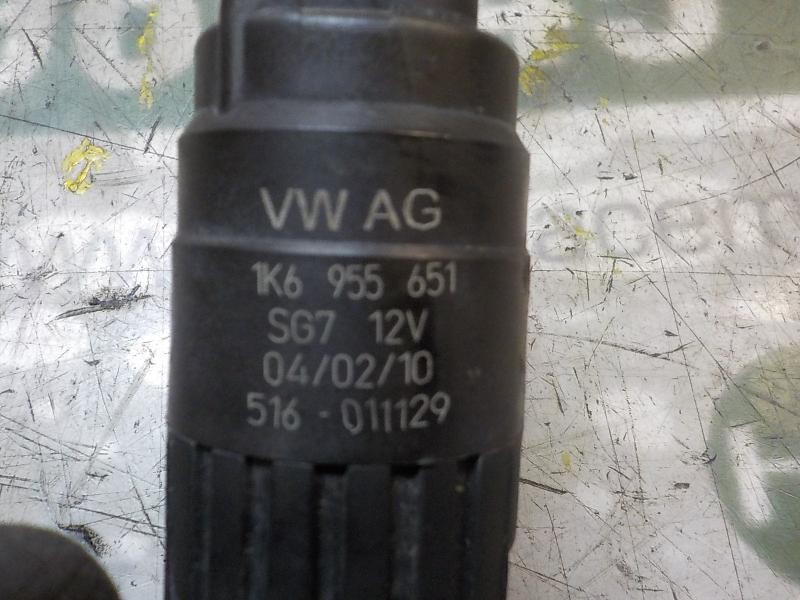 VW AG
1K6 955 651
SG7 12V
04/02/10
516 - 011129